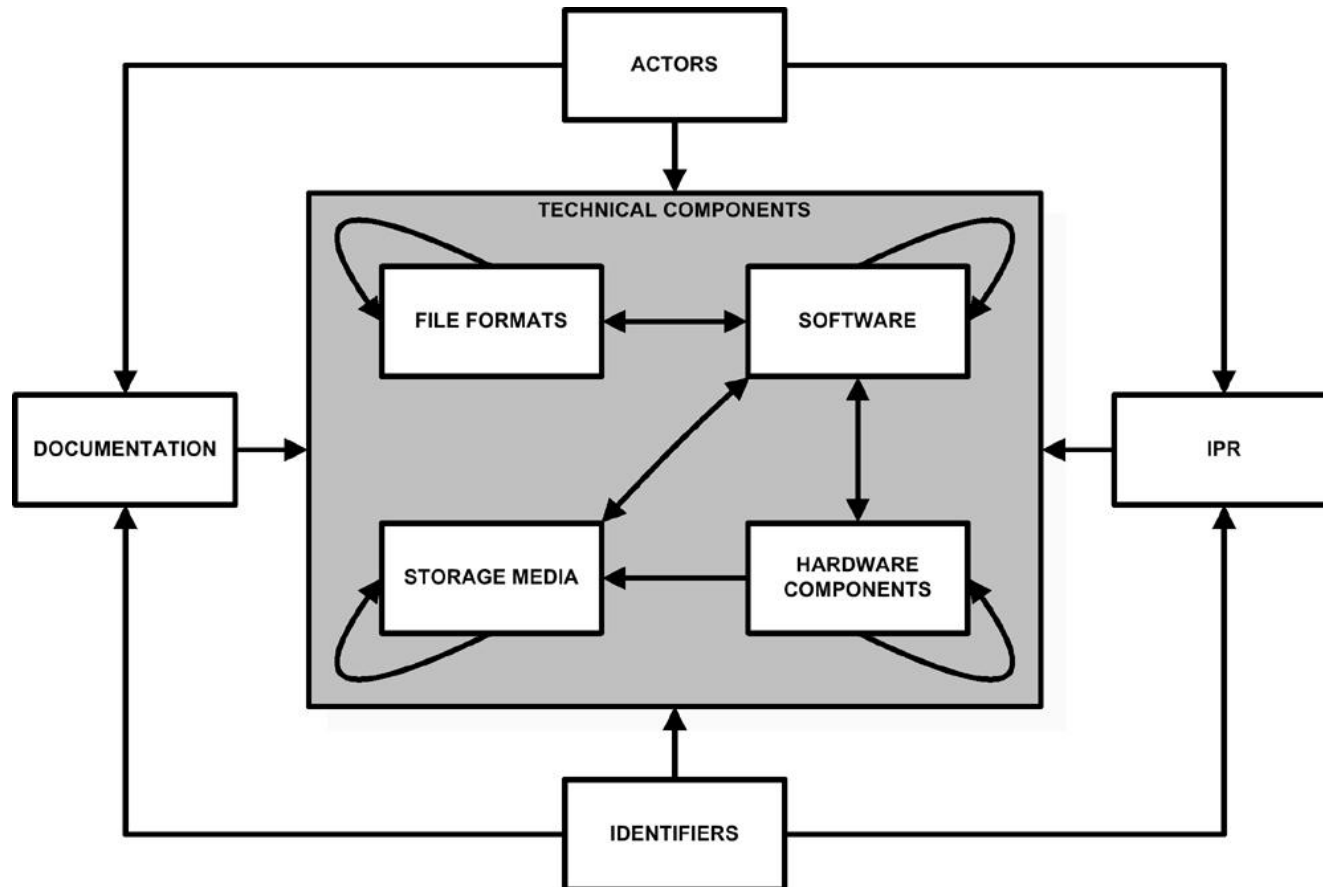 ACTORS
TECHNICAL COMPONENTS
FILE FORMATS
SOFTWARE
DOCUMENTATION
IPR
STORAGE MEDIA
HARDWARE
COMPONENTS
IDENTIFIERS